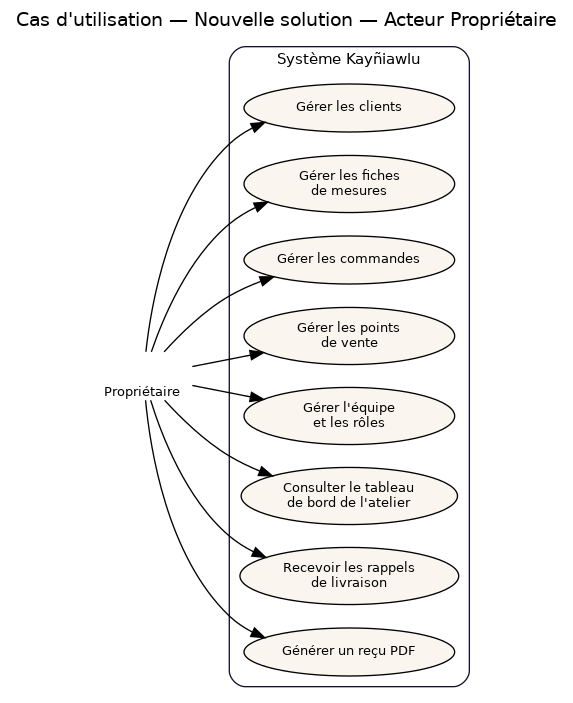 Cas d'utilisation — Nouvelle solution — Acteur Propriétaire
Système Kayñiawlu
Gérer les clients
Gérer les fiches
de mesures
Gérer les commandes
Gérer les points
de vente
Propriétaire
Gérer l'équipe
et les rôles
Consulter le tableau
de bord de l'atelier
Recevoir les rappels
de livraison
Générer un reçu PDF